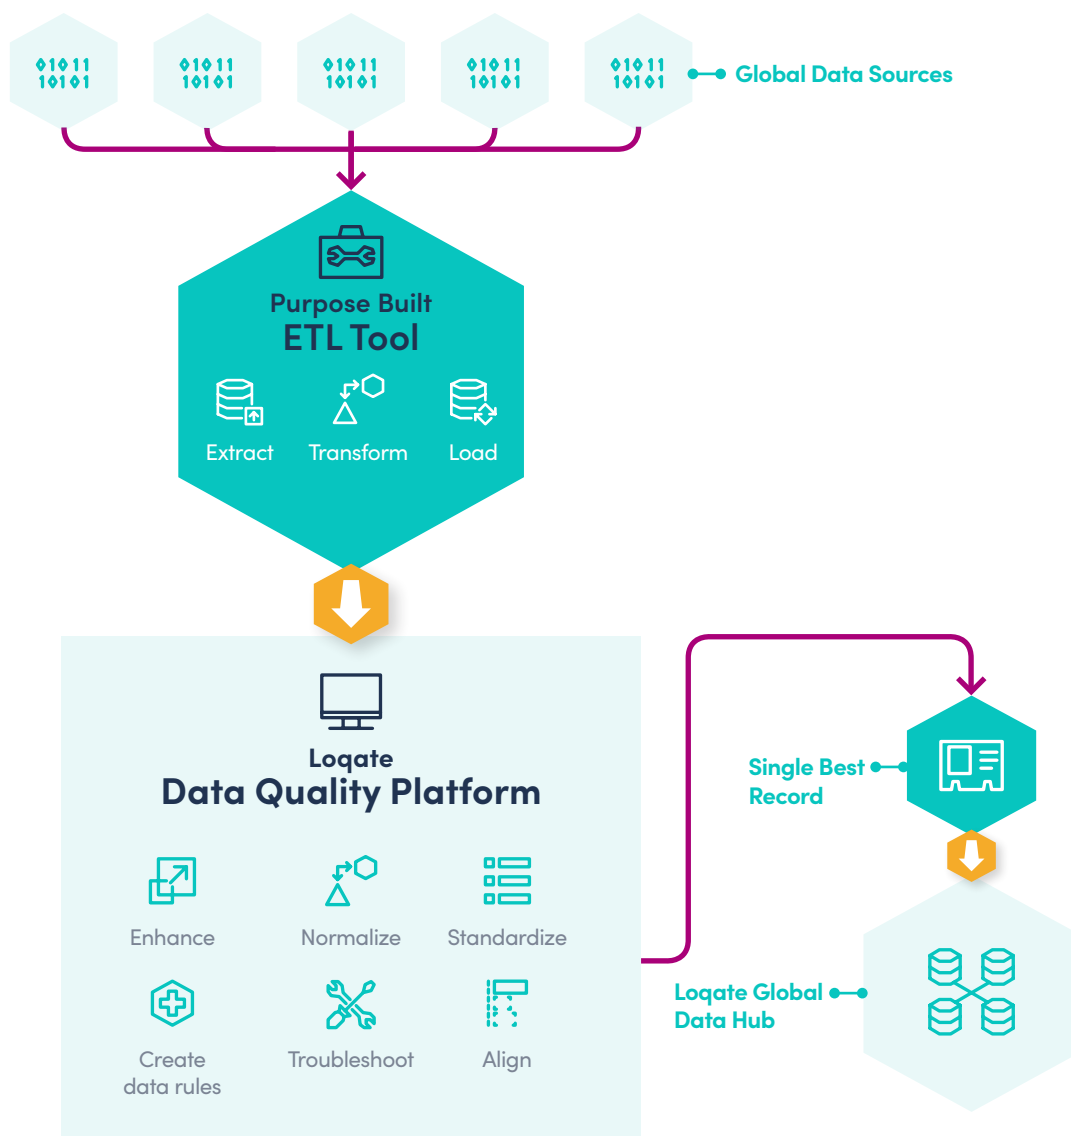 01011 01011 01011 01011 01011
10101 10101 10101 10101 10101
Global Data Sources
Purpose Built
ETL Tool
Extract Transform Load
Loqate
Data Quality Platform
Enhance Normalize Standardize
Create Troubleshoot Align
data rules
Single Best
Record
Loqate Global
Data Hub